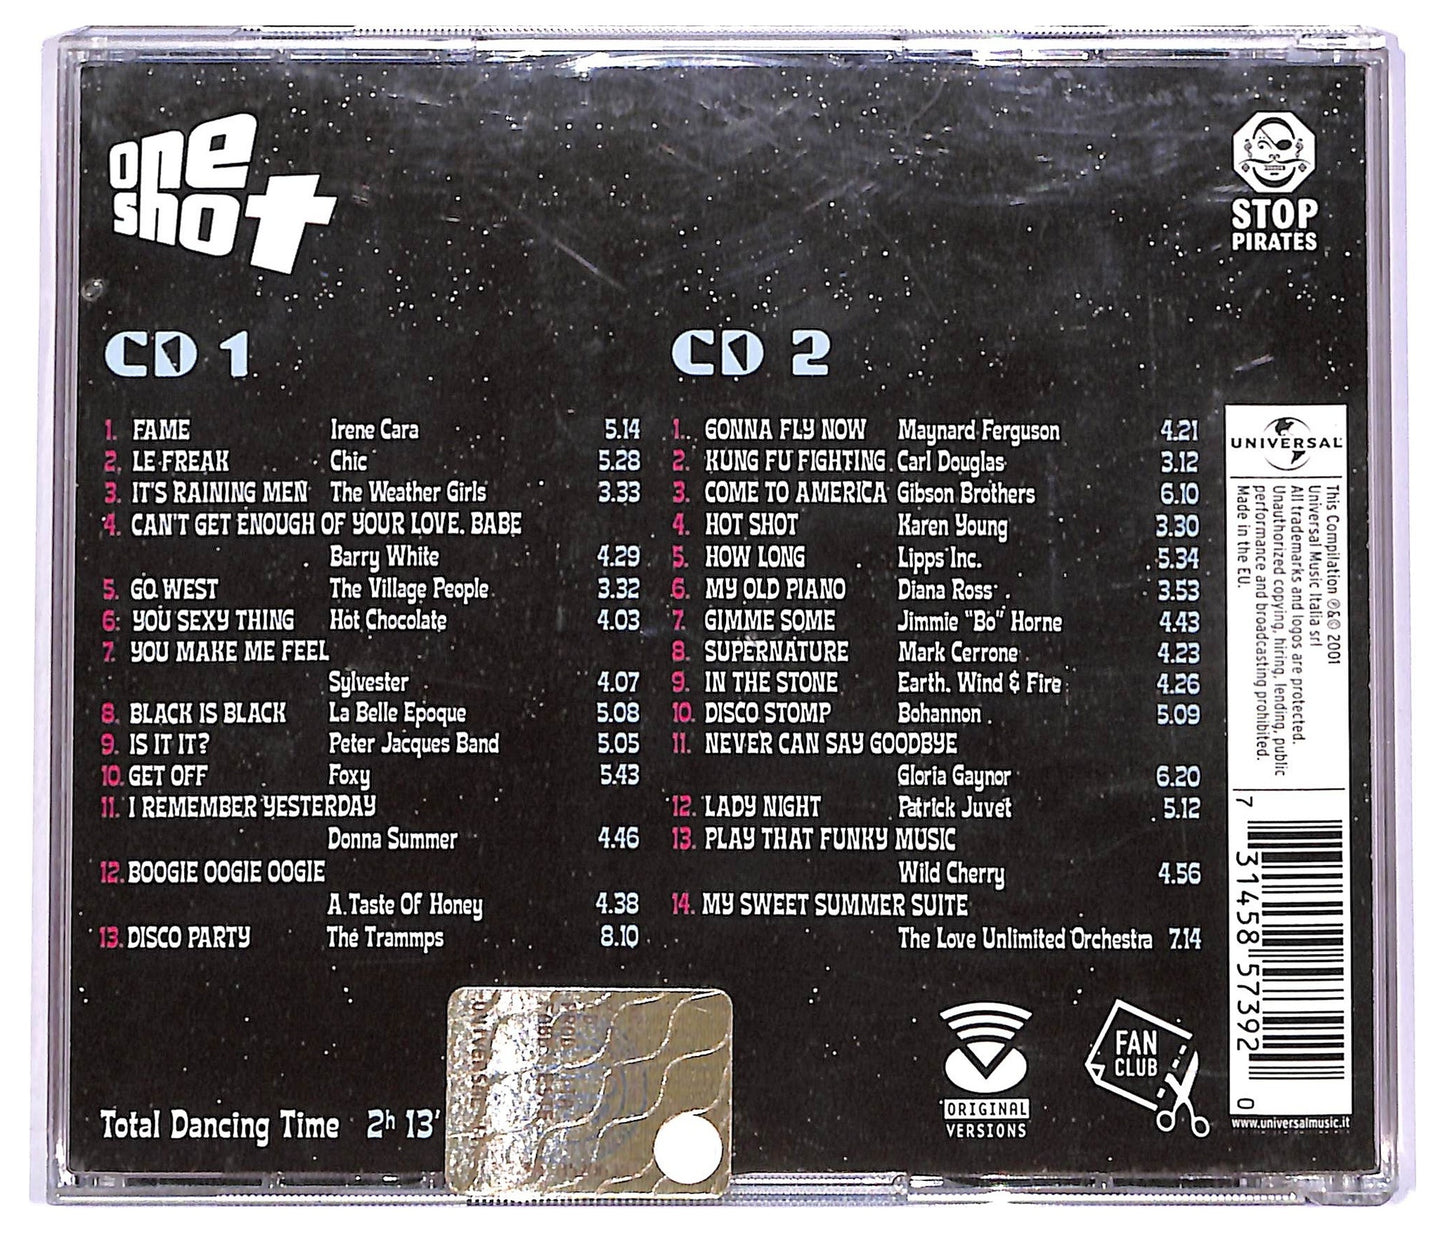 one
shot
STOP
PIRATES
CD 1
1. FAME Irene Cara 5.14
2. LE FREAK Chic 5.28
3. IT'S RAINING MEN The Weather Girls 3.33
4. CAN'T GET ENOUGH OF YOUR LOVE. BABE
Barry White 4.29
5. GO WEST The Village People 3.32
6. YOU SEXY THING Hot Chocolate 4.03
7. YOU MAKE ME FEEL
Sylvester 4.07
8. BLACK IS BLACK La Belle Epoque 5.08
9. IS IT IT? Peter Jacques Band 5.05
10. GET OFF Foxy 5.43
11. I REMEMBER YESTERDAY
Donna Summer 4.46
12. BOOGIE OOGIE OOGIE
A.Taste Of Honey 4.38
13. DISCO PARTY The Trammps 8.10
CD 2
1. GONNA FLY NOW Maynard Ferguson 4.21
2. KUNG FU FIGHTING Carl Douglas 3.12
3. COME TO AMERICA Gibson Brothers 6.10
4. HOT SHOT Karen Young 3.30
5. HOW LONG Lipps Inc. 5.34
6. MY OLD PIANO Diana Ross 3.53
7. GIMME SOME Jimmie "Bo" Horne 4.43
8. SUPERNATURE Mark Cerrone 4.23
9. IN THE STONE Earth. Wind & Fire 4.26
10. DISCO STOMP Bohannon 5.09
11. NEVER CAN SAY GOODBYE
Gloria Gaynor 6.20
12. LADY NIGHT Patrick Juvet 5.12
13. PLAY THAT FUNKY MUSIC
Wild Cherry 4.56
14. MY SWEET SUMMER SUITE
The Love Unlimited Orchestra 7.14
UNIVERSAL
This Compilation ℗&© 2001
Universal Music Italia srl
All trademarks and logos are protected.
Unauthorized copying, hiring, lending, public
performance and broadcasting prohibited.
Made in the EU.
7 31458 57392 0
www.universalmusic.it
Total Dancing Time 2h 13'
ORIGINAL
VERSIONS
FAN
CLUB